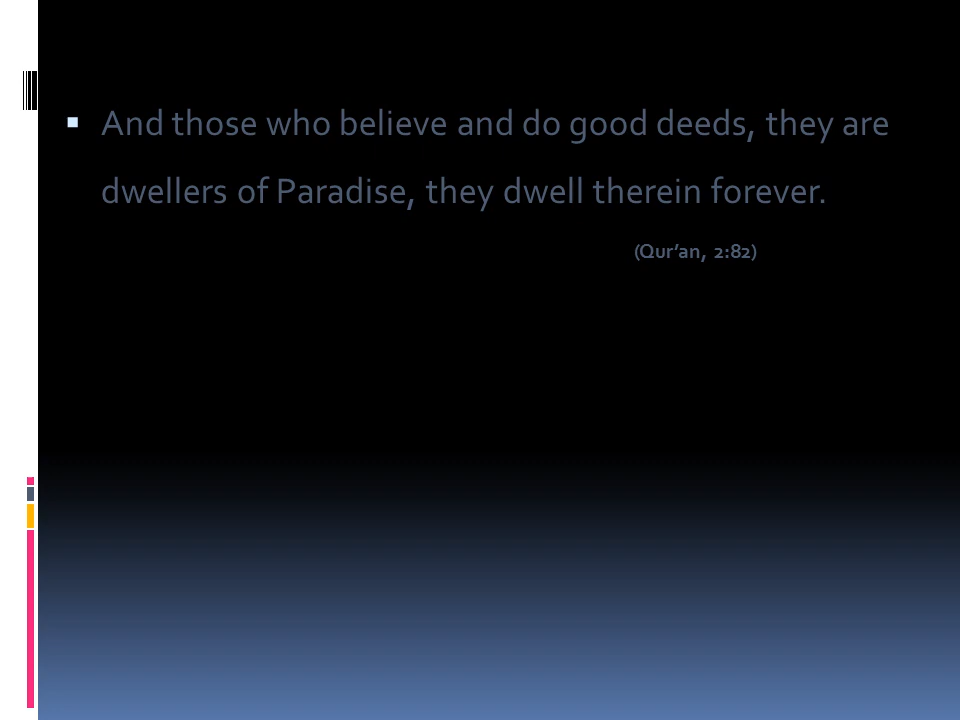 ▪ And those who believe and do good deeds, they are
dwellers of Paradise, they dwell therein forever.
(Qur’an, 2:82)